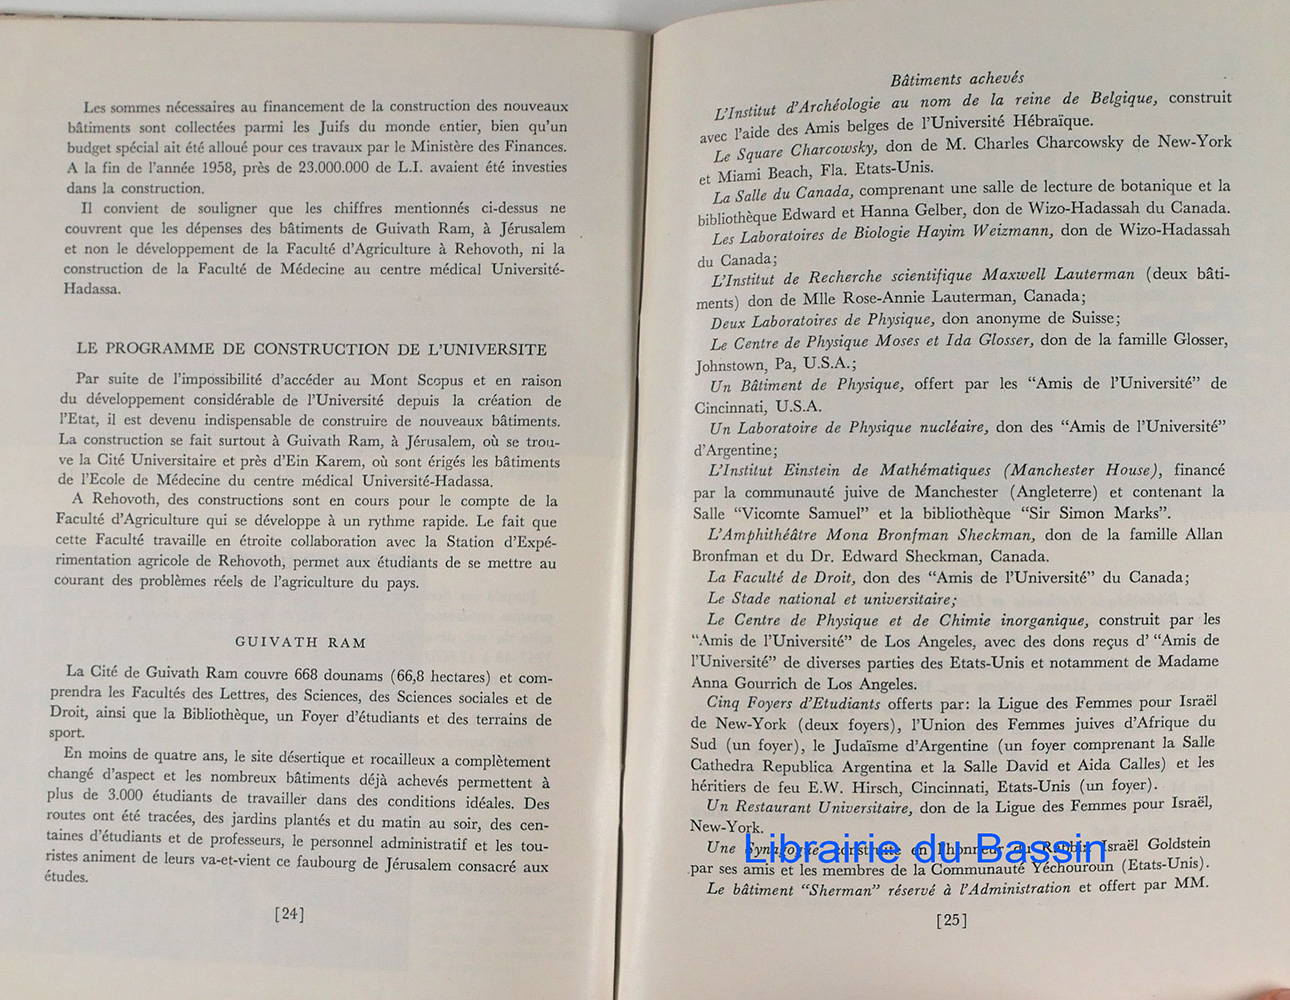 Les sommes nécessaires au financement de la construction des nouveaux
bâtiments sont collectées parmi les Juifs du monde entier, bien qu'un
budget spécial ait été alloué pour ces travaux par le Ministère des Finances.
A la fin de l'année 1958, près de 23.000.000 de L.I. avaient été investies
dans la construction.
Il convient de souligner que les chiffres mentionnés ci-dessus ne
couvrent que les dépenses des bâtiments de Guivath Ram, à Jérusalem
et non le développement de la Faculté d'Agriculture à Rehovoth, ni la
construction de la Faculté de Médecine au centre médical Université-
Hadassa.
LE PROGRAMME DE CONSTRUCTION DE L'UNIVERSITE
Par suite de l'impossibilité d'accéder au Mont Scopus et en raison
du développement considérable de l'Université depuis la création de
l'Etat, il est devenu indispensable de construire de nouveaux bâtiments.
La construction se fait surtout à Guivath Ram, à Jérusalem, où se trou-
ve la Cité Universitaire et près d'Ein Karem, où sont érigés les bâtiments
de l'Ecole de Médecine du centre médical Université-Hadassa.
A Rehovoth, des constructions sont en cours pour le compte de la
Faculté d'Agriculture qui se développe à un rythme rapide. Le fait que
cette Faculté travaille en étroite collaboration avec la Station d'Expé-
rimentation agricole de Rehovoth, permet aux étudiants de se mettre au
courant des problèmes réels de l'agriculture du pays.
GUIVATH RAM
La Cité de Guivath Ram couvre 668 dounams (66,8 hectares) et com-
prendra les Facultés des Lettres, des Sciences, des Sciences sociales et de
Droit, ainsi que la Bibliothèque, un Foyer d'étudiants et des terrains de
sport.
En moins de quatre ans, le site désertique et rocailleux a complètement
changé d'aspect et les nombreux bâtiments déjà achevés permettent à
plus de 3.000 étudiants de travailler dans des conditions idéales. Des
routes ont été tracées, des jardins plantés et du matin au soir, des cen-
taines d'étudiants et de professeurs, le personnel administratif et les tou-
ristes animent de leurs va-et-vient ce faubourg de Jérusalem consacré aux
études.
[24]
Bâtiments achevés
L'Institut d'Archéologie au nom de la reine de Belgique, construit
avec l'aide des Amis belges de l'Université Hébraïque.
Le Square Charcowsky, don de M. Charles Charcowsky de New-York
et Miami Beach, Fla. Etats-Unis.
La Salle du Canada, comprenant une salle de lecture de botanique et la
bibliothèque Edward et Hanna Gelber, don de Wizo-Hadassah du Canada.
Les Laboratoires de Biologie Hayim Weizmann, don de Wizo-Hadassah
du Canada;
L'Institut de Recherche scientifique Maxwell Lauterman (deux bâti-
ments) don de Mlle Rose-Annie Lauterman, Canada;
Deux Laboratoires de Physique, don anonyme de Suisse;
Le Centre de Physique Moses et Ida Glosser, don de la famille Glosser,
Johnstown, Pa, U.S.A.;
Un Bâtiment de Physique, offert par les "Amis de l'Université" de
Cincinnati, U.S.A.
Un Laboratoire de Physique nucléaire, don des "Amis de l'Université"
d'Argentine;
L'Institut Einstein de Mathématiques (Manchester House), financé
par la communauté juive de Manchester (Angleterre) et contenant la
Salle "Vicomte Samuel" et la bibliothèque "Sir Simon Marks".
L'Amphithéâtre Mona Bronfman Sheckman, don de la famille Allan
Bronfman et du Dr. Edward Sheckman, Canada.
La Faculté de Droit, don des "Amis de l'Université" du Canada;
Le Stade national et universitaire;
Le Centre de Physique et de Chimie inorganique, construit par les
"Amis de l'Université" de Los Angeles, avec des dons reçus d' "Amis de
l'Université" de diverses parties des Etats-Unis et notamment de Madame
Anna Gourrich de Los Angeles.
Cinq Foyers d'Etudiants offerts par: la Ligue des Femmes pour Israël
de New-York (deux foyers), l'Union des Femmes juives d'Afrique du
Sud (un foyer), le Judaïsme d'Argentine (un foyer comprenant la Salle
Cathedra Republica Argentina et la Salle David et Aida Calles) et les
héritiers de feu E.W. Hirsch, Cincinnati, Etats-Unis (un foyer).
Un Restaurant Universitaire, don de la Ligue des Femmes pour Israël,
New-York.
Une Synagogue, construite en l'honneur du Rabbin Israël Goldstein
par ses amis et les membres de la Communauté Yéchouroun (Etats-Unis).
Le bâtiment "Sherman" réservé à l'Administration et offert par MM.
[25]
Librairie du Bassin